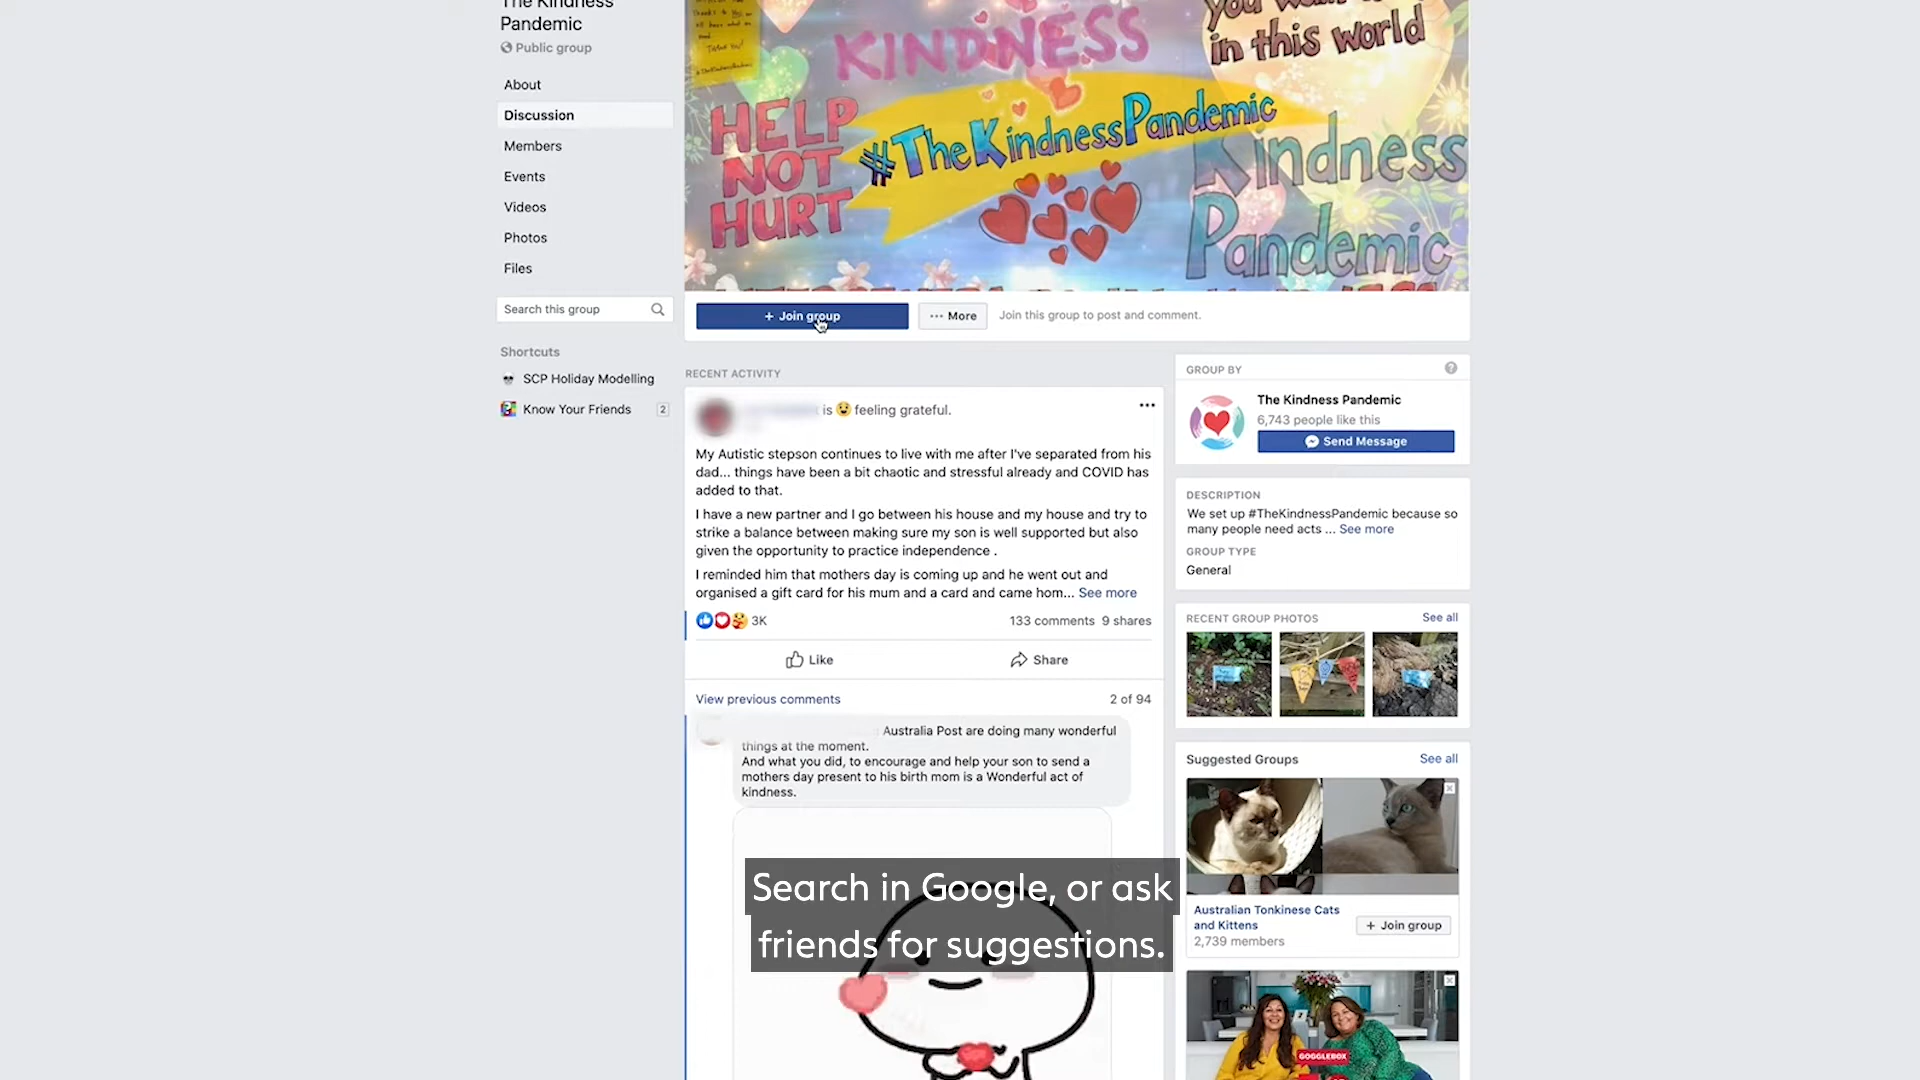 The Kindness
Pandemic
Public group
About
Discussion
Members
Events
Videos
Photos
Files
Search this group
Shortcuts
SCP Holiday Modelling
Know Your Friends 2
KINDNESS
in this world
HELP
NOT
HURT
#TheKindnessPandemic
Kindness
Pandemic
THANK YOU
+ Join group
••• More
Join this group to post and comment.
RECENT ACTIVITY
is feeling grateful.
My Autistic stepson continues to live with me after I've separated from his
dad... things have been a bit chaotic and stressful already and COVID has
added to that.
I have a new partner and I go between his house and my house and try to
strike a balance between making sure my son is well supported but also
given the opportunity to practice independence .
I reminded him that mothers day is coming up and he went out and
organised a gift card for his mum and a card and came hom... See more
3K
133 comments 9 shares
Like
Share
View previous comments
2 of 94
Australia Post are doing many wonderful
things at the moment.
And what you did, to encourage and help your son to send a
mothers day present to his birth mom is a Wonderful act of
kindness.
Search in Google, or ask
friends for suggestions.
GROUP BY
The Kindness Pandemic
6,743 people like this
Send Message
DESCRIPTION
We set up #TheKindnessPandemic because so
many people need acts ... See more
GROUP TYPE
General
RECENT GROUP PHOTOS
See all
Suggested Groups
See all
Australian Tonkinese Cats
and Kittens
2,739 members
+ Join group
GOGGLEBOX